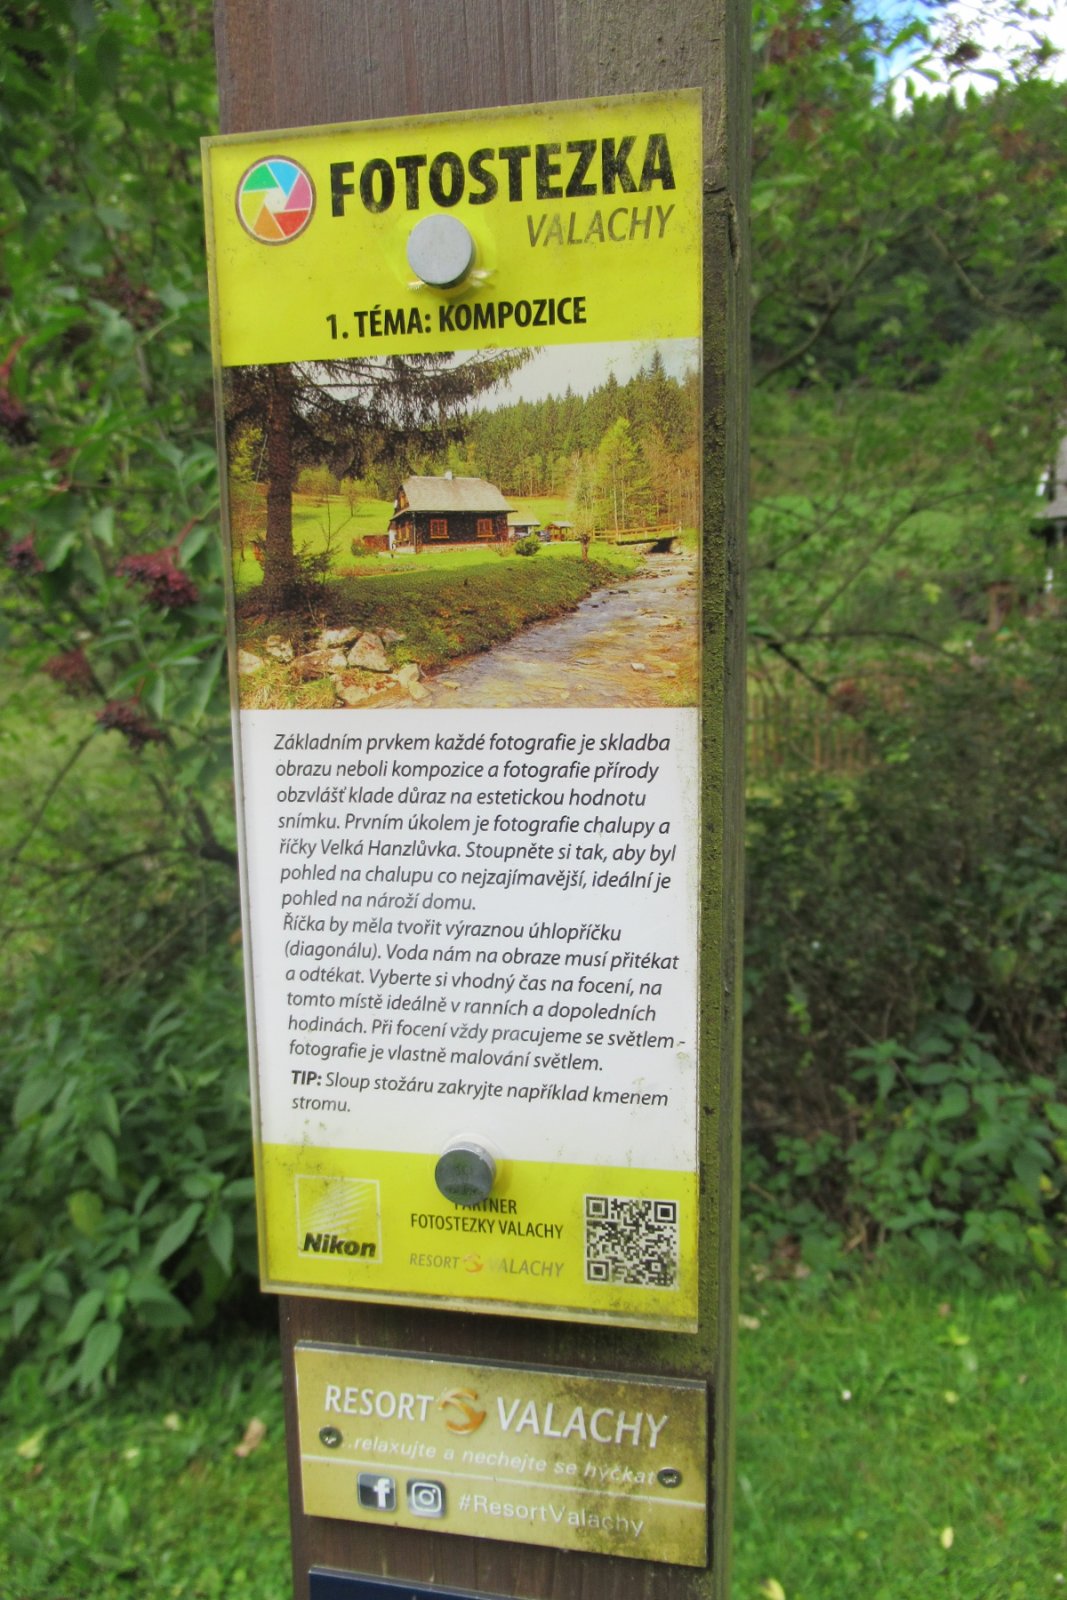 FOTOSTEZKA
VALACHY
1. TÉMA: KOMPOZICE
Základním prvkem každé fotografie je skladba
obrazu neboli kompozice a fotografie přírody
obzvlášť klade důraz na estetickou hodnotu
snímku. Prvním úkolem je fotografie chalupy a
říčky Velká Hanzlůvka. Stoupněte si tak, aby byl
pohled na chalupu co nejzajímavější, ideální je
pohled na nároží domu.
Říčka by měla tvořit výraznou úhlopříčku
(diagonálu). Voda nám na obraze musí přitékat
a odtékat. Vyberte si vhodný čas na focení, na
tomto místě ideálně v ranních a dopoledních
hodinách. Při focení vždy pracujeme se světlem -
fotografie je vlastně malování světlem.
TIP: Sloup stožáru zakryjte například kmenem
stromu.
Nikon
PARTNER
FOTOSTEZKY VALACHY
RESORT VALACHY
RESORT VALACHY
..relaxujte a nechejte se hýčkat
#ResortValachy